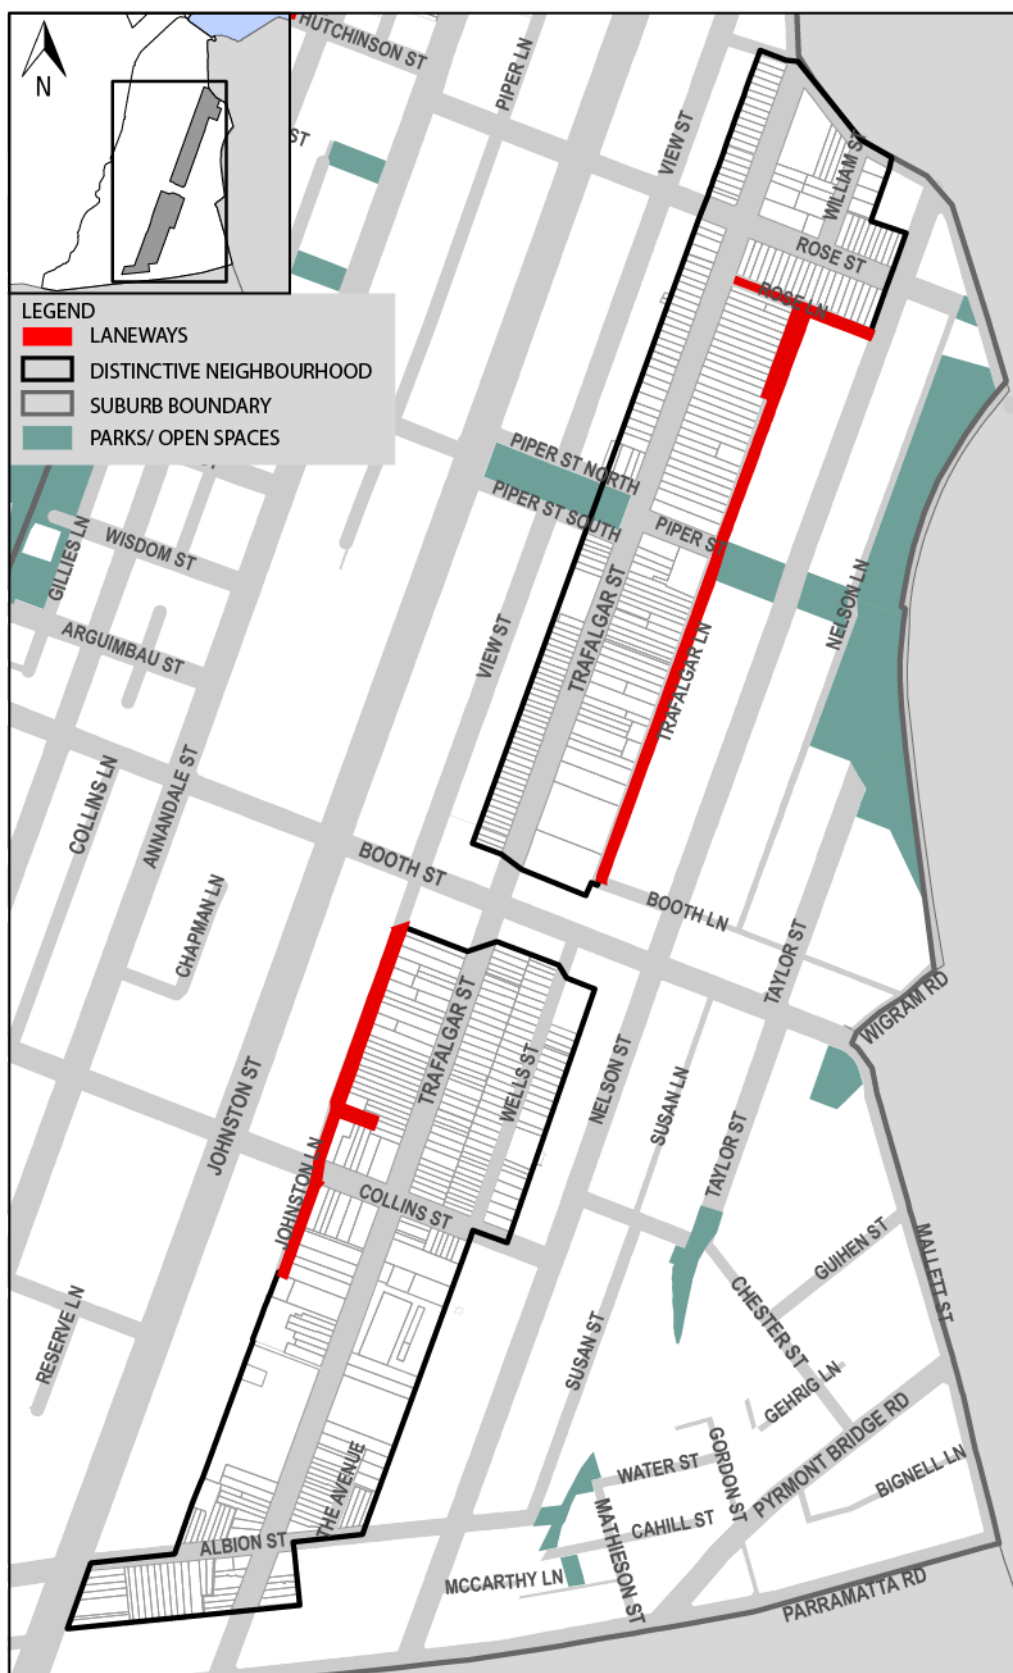 HUTCHINSON ST
PIPER LN
N
ST
VIEW ST
WILLIAM ST
ROSE ST
ROSE LN
LEGEND
LANEWAYS
DISTINCTIVE NEIGHBOURHOOD
SUBURB BOUNDARY
PARKS/ OPEN SPACES
PIPER ST NORTH
PIPER ST SOUTH
PIPER ST
WISDOM ST
GILLIES LN
ARGUIMBAU ST
VIEW ST
TRAFALGAR ST
TRAFALGAR LN
NELSON LN
COLLINS LN
ANNANDALE ST
BOOTH ST
CHAPMAN LN
BOOTH LN
TAYLOR ST
WIGRAM RD
TRAFALGAR ST
WELLS ST
NELSON ST
SUSAN LN
JOHNSTON ST
JOHNSTON LN
TAYLOR ST
COLLINS ST
GUIHEN ST
MALLETT ST
RESERVE LN
SUSAN ST
CHESTER ST
GEHRIG LN
THE AVENUE
WATER ST
GORDON ST
PYRMONT BRIDGE RD
BIGNELL LN
ALBION ST
MATHIESON ST
CAHILL ST
MCCARTHY LN
PARRAMATTA RD